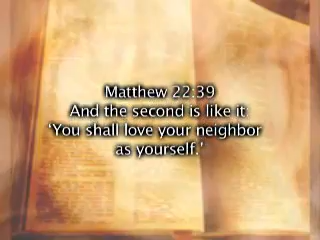 Matthew 22:39
And the second is like it:
‘You shall love your neighbor
as yourself.’